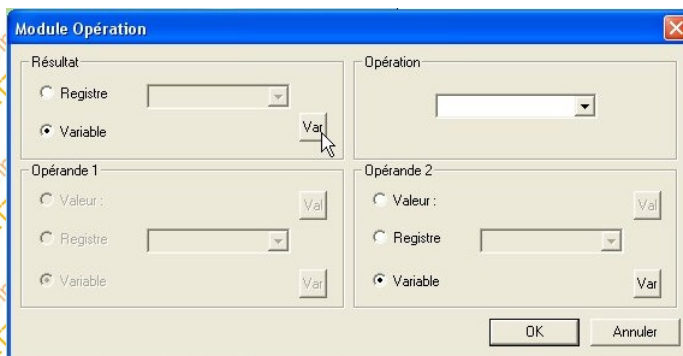 Module Opération
Résultat
Registre
Variable
Var
Opération
Opérande 1
Valeur :
Val
Registre
Variable
Var
Opérande 2
Valeur :
Val
Registre
Variable
Var
OK
Annuler